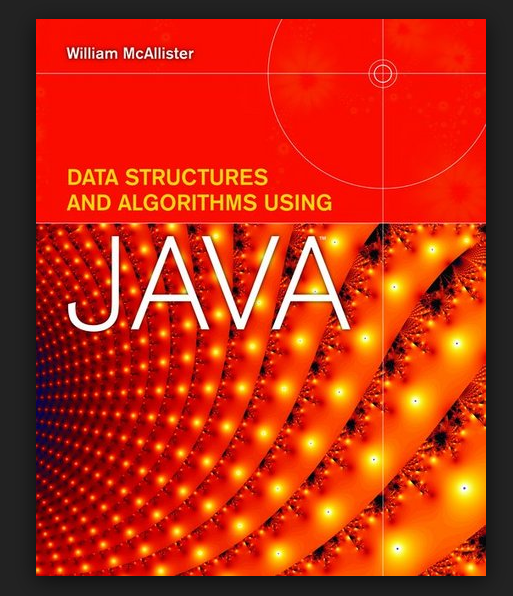 William McAllister
DATA STRUCTURES
AND ALGORITHMS USING
JAVA